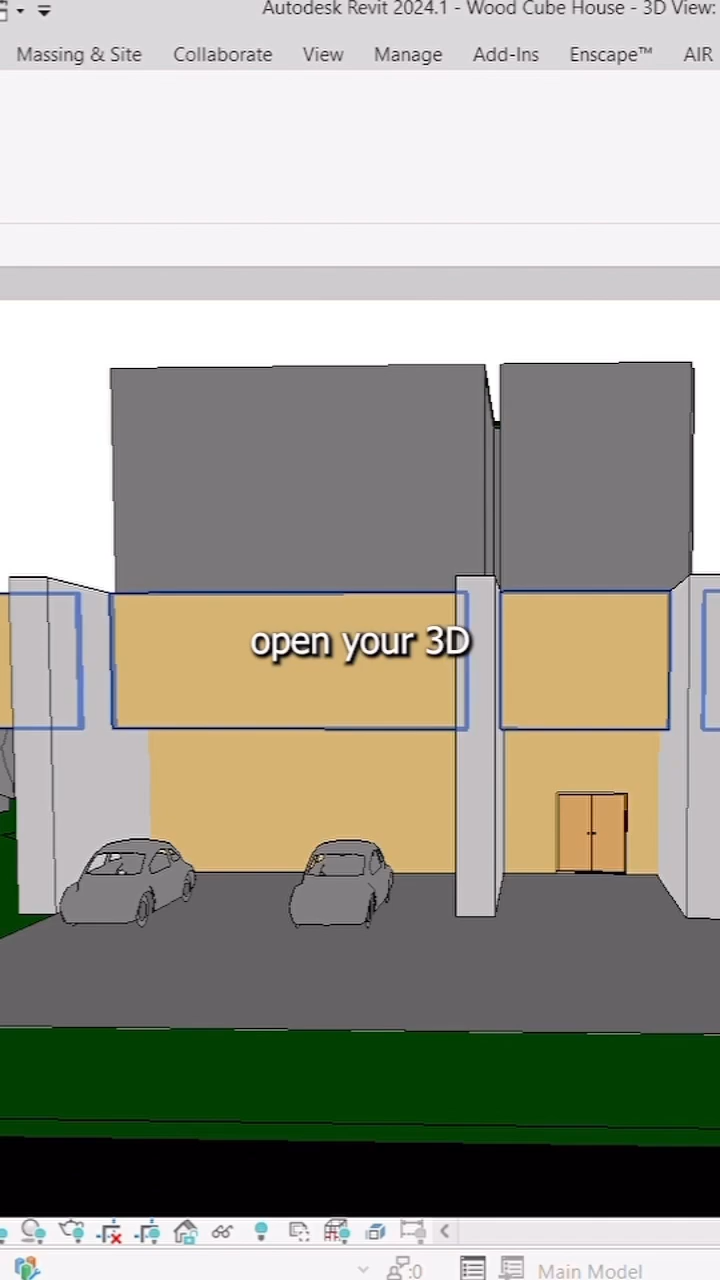 Autodesk Revit 2024.1 - Wood Cube House - 3D View:
Massing & Site Collaborate View Manage Add-Ins Enscape™ AIR
open your 3D
:0 Main Model